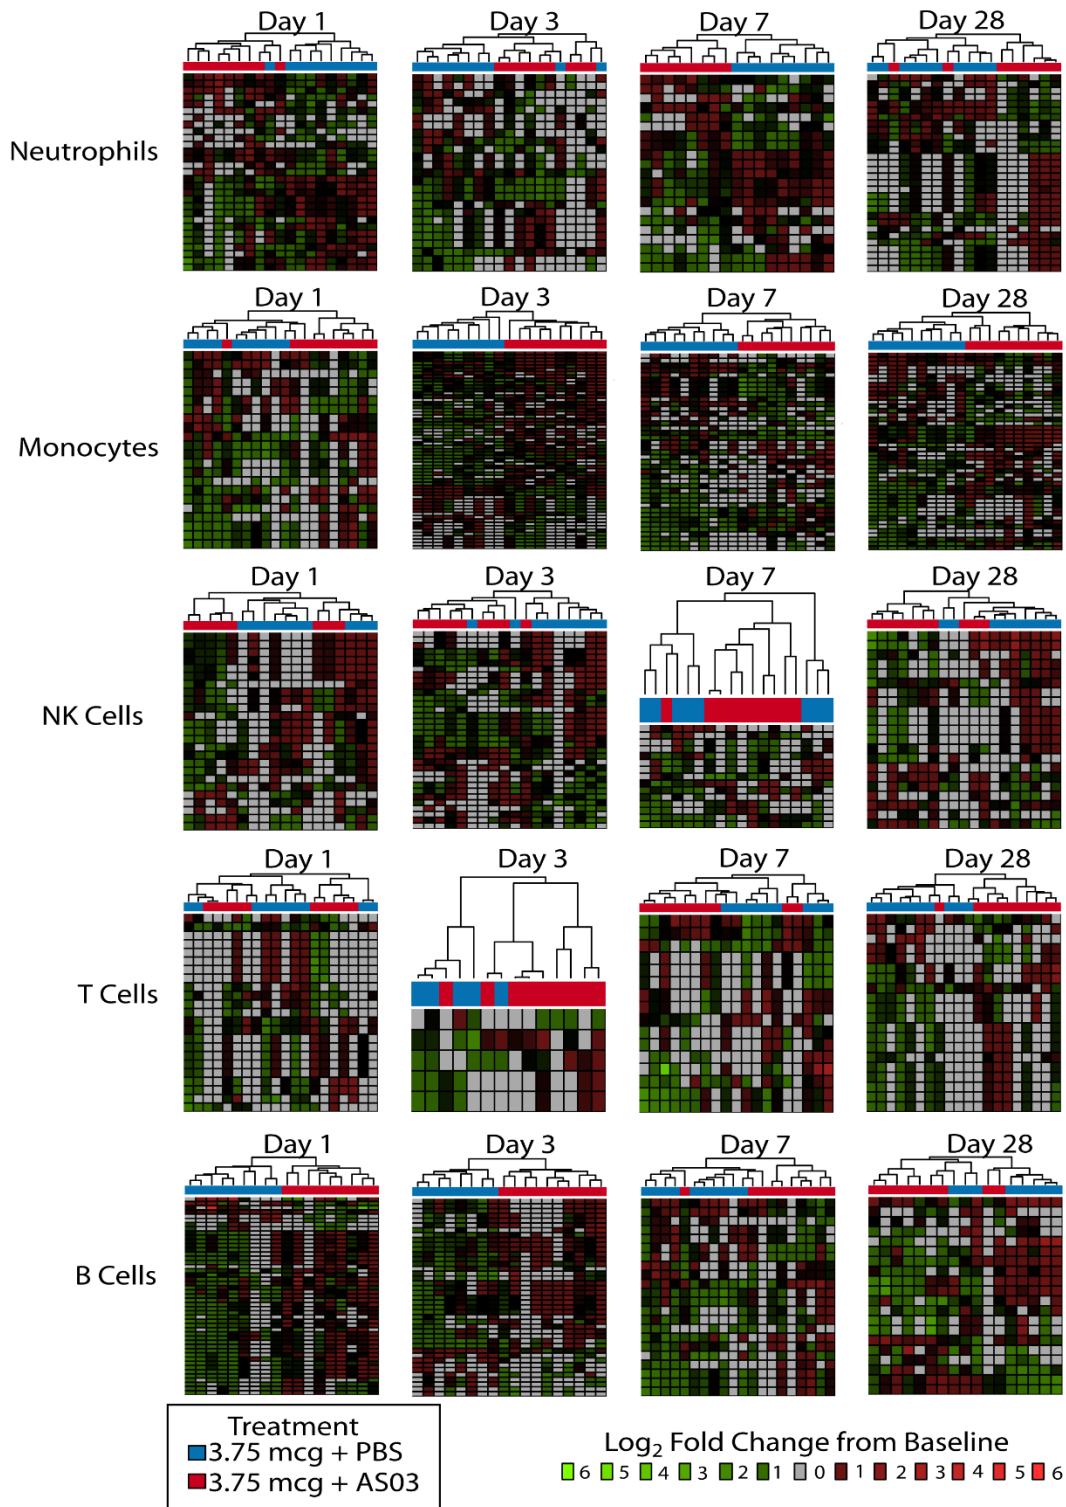 Day 1 Day 3 Day 7 Day 28
Neutrophils
Day 1 Day 3 Day 7 Day 28
Monocytes
Day 1 Day 3 Day 7 Day 28
NK Cells
Day 1 Day 3 Day 7 Day 28
T Cells
Day 1 Day 3 Day 7 Day 28
B Cells
Treatment
3.75 mcg + PBS
3.75 mcg + AS03
Log₂ Fold Change from Baseline
6 5 4 3 2 1 0 1 2 3 4 5 6